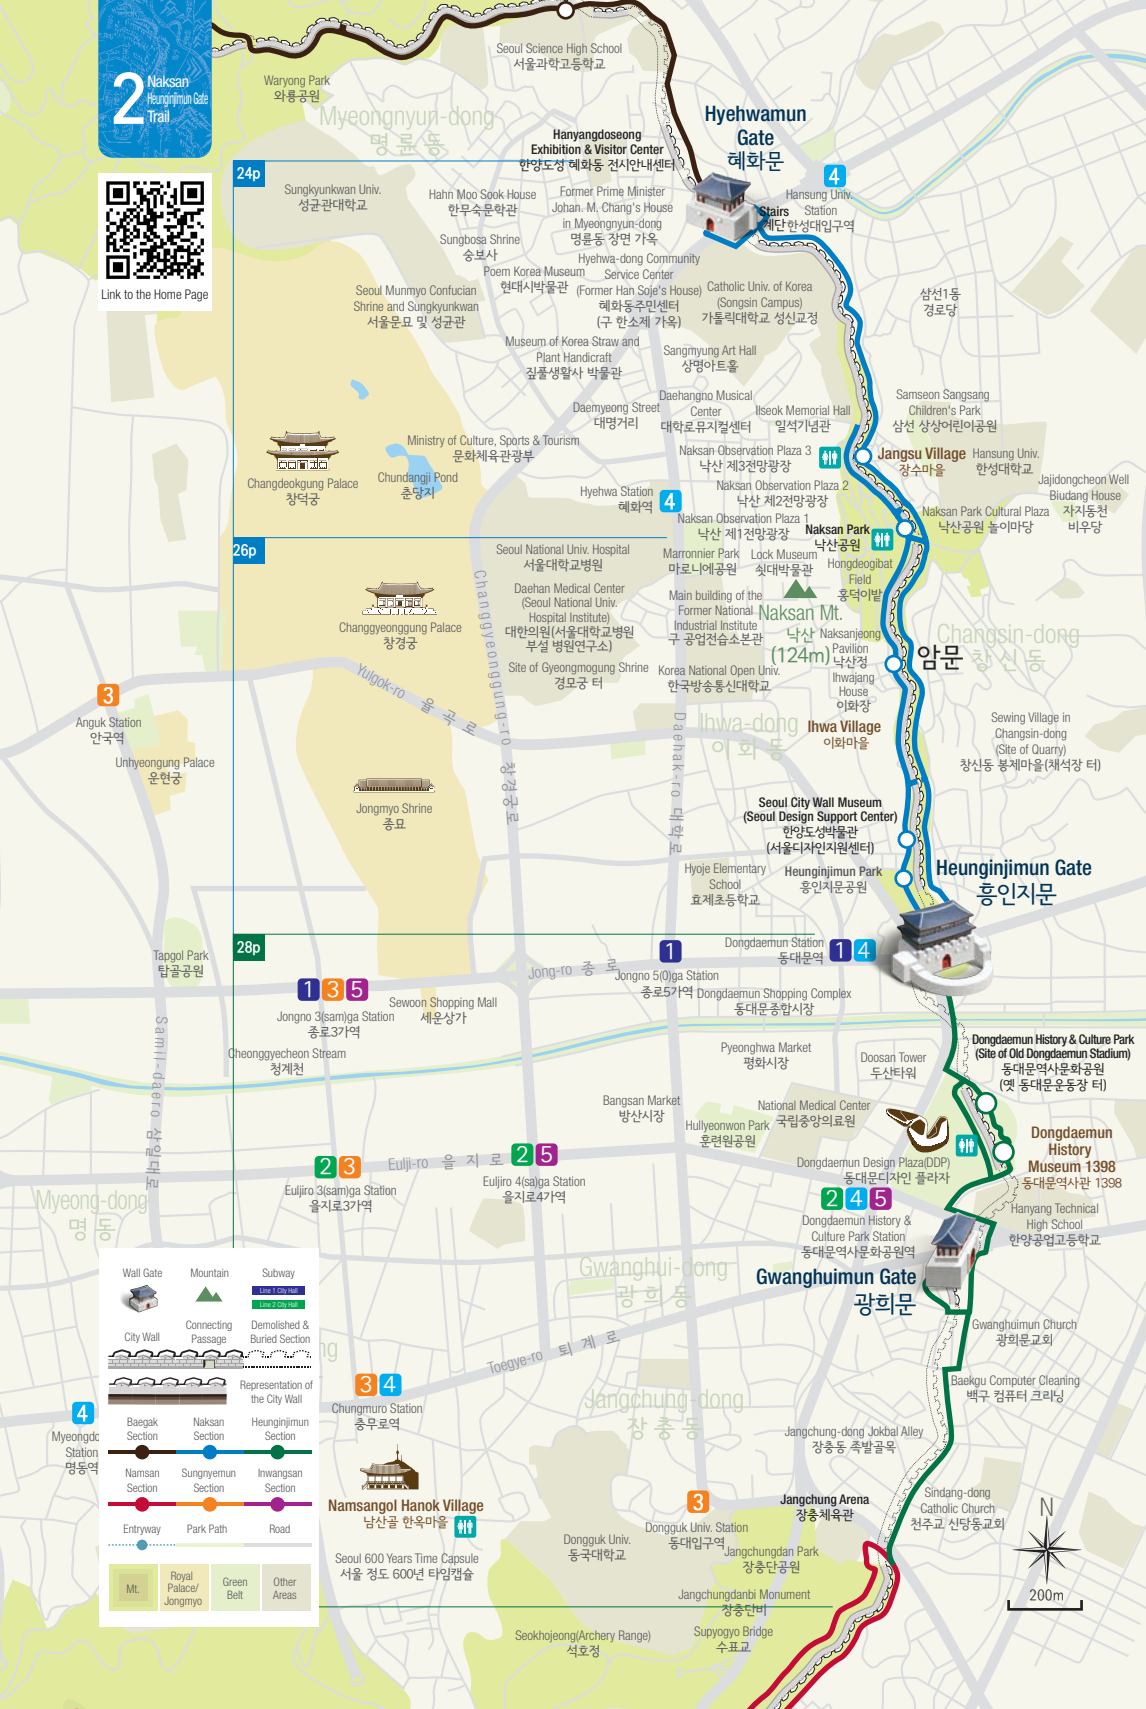 2 Naksan
Heunginjimun Gate
Trail
Link to the Home Page
Seoul Science High School
서울과학고등학교
Waryong Park
와룡공원
Myeongnyun-dong
명륜동
Hyehwamun
Gate
혜화문
Hanyangdoseong
Exhibition & Visitor Center
한양도성 혜화동 전시안내센터
24p
Sungkyunkwan Univ.
성균관대학교
Hahn Moo Sook House
한무숙문학관
Former Prime Minister
Johan. M. Chang's House
in Myeongnyun-dong
명륜동 장면 가옥
4
Hansung Univ.
Station
한성대입구역
Stairs
계단
Sungbosa Shrine
숭보사
Poem Korea Museum
현대시박물관
Hyehwa-dong Community
Service Center
(Former Han Soje's House)
혜화동주민센터
(구 한소제 가옥)
Catholic Univ. of Korea
(Songsin Campus)
가톨릭대학교 성신교정
삼선1동
경로당
Seoul Munmyo Confucian
Shrine and Sungkyunkwan
서울문묘 및 성균관
Museum of Korea Straw and
Plant Handicraft
짚풀생활사 박물관
Sangmyung Art Hall
상명아트홀
Daemyeong Street
대명거리
Daehangno Musical
Center
대학로뮤지컬센터
Ilseok Memorial Hall
일석기념관
Samseon Sangsang
Children's Park
삼선 상상어린이공원
Ministry of Culture, Sports & Tourism
문화체육관광부
Naksan Observation Plaza 3
낙산 제3전망광장
Jangsu Village
장수마을
Hansung Univ.
한성대학교
Changdeokgung Palace
창덕궁
Chundangji Pond
춘당지
Naksan Observation Plaza 2
낙산 제2전망광장
Jajidongcheon Well
Biudang House
자지동천
비우당
Hyehwa Station
혜화역
4
Naksan Observation Plaza 1
낙산 제1전망광장
Naksan Park
낙산공원
Naksan Park Cultural Plaza
낙산공원 놀이마당
26p
Seoul National Univ. Hospital
서울대학교병원
Marronnier Park
마로니에공원
Lock Museum
쇳대박물관
Hongdeogibat
Field
홍덕이밭
Daehan Medical Center
(Seoul National Univ.
Hospital Institute)
대한의원(서울대학교병원
부설 병원연구소)
Main building of the
Former National
Industrial Institute
구 공업전습소본관
Naksan Mt.
낙산
(124m)
Changgyeonggung Palace
창경궁
Naksanjeong
Pavilion
낙산정
Changsin-dong
창신동
암문
Site of Gyeongmogung Shrine
경모궁 터
Korea National Open Univ.
한국방송통신대학교
Ihwajang
House
이화장
Yulgok-ro 율곡로
Changgyeonggung-ro 창경궁로
Daehak-ro 대학로
3
Anguk Station
안국역
Ihwa-dong
이화동
Ihwa Village
이화마을
Sewing Village in
Changsin-dong
(Site of Quarry)
창신동 봉제마을(채석장 터)
Unhyeongung Palace
운현궁
Jongmyo Shrine
종묘
Seoul City Wall Museum
(Seoul Design Support Center)
한양도성박물관
(서울디자인지원센터)
Hyoje Elementary
School
효제초등학교
Heunginjimun Park
흥인지문공원
Heunginjimun Gate
흥인지문
28p
Tapgol Park
탑골공원
Dongdaemun Station
동대문역
1 4
1
Jongno 5(O)ga Station
종로5가역
Jong-ro 종로
1 3 5
Jongno 3(sam)ga Station
종로3가역
Sewoon Shopping Mall
세운상가
Dongdaemun Shopping Complex
동대문종합시장
Samil-daero 삼일대로
Cheonggyecheon Stream
청계천
Pyeonghwa Market
평화시장
Doosan Tower
두산타워
Dongdaemun History & Culture Park
(Site of Old Dongdaemun Stadium)
동대문역사문화공원
(옛 동대문운동장 터)
Bangsan Market
방산시장
National Medical Center
국립중앙의료원
Hullyeonwon Park
훈련원공원
Dongdaemun
History
Museum 1398
동대문역사관 1398
2 3
Euljiro 3(sam)ga Station
을지로3가역
Eulji-ro 을지로
2 5
Euljiro 4(sa)ga Station
을지로4가역
Dongdaemun Design Plaza(DDP)
동대문디자인 플라자
2 4 5
Dongdaemun History &
Culture Park Station
동대문역사문화공원역
Hanyang Technical
High School
한양공업고등학교
Myeong-dong
명동
Gwanghui-dong
광희동
Gwanghuimun Gate
광희문
Gwanghuimun Church
광희문교회
Toegye-ro 퇴계로
Baekgu Computer Cleaning
백구 컴퓨터 크리닝
3 4
Chungmuro Station
충무로역
Jangchung-dong
장충동
Jangchung-dong Jokbal Alley
장충동 족발골목
4
Myeongdo
Station
명동역
Namsangol Hanok Village
남산골 한옥마을
3
Dongguk Univ. Station
동대입구역
Jangchung Arena
장충체육관
Sindang-dong
Catholic Church
천주교 신당동교회
Dongguk Univ.
동국대학교
Jangchungdan Park
장충단공원
Seoul 600 Years Time Capsule
서울 정도 600년 타임캡슐
Jangchungdanbi Monument
장충단비
Seokhojeong(Archery Range)
석호정
Supyogyo Bridge
수표교
N
200m
Wall Gate
Mountain
Subway
Line 1 City Hall
Line 2 City Hall
City Wall
Connecting
Passage
Demolished &
Buried Section
ng
Representation of
the City Wall
Baegak
Section
Naksan
Section
Heunginjimun
Section
Namsan
Section
Sungnyemun
Section
Inwangsan
Section
Entryway
Park Path
Road
Mt.
Royal
Palace/
Jongmyo
Green
Belt
Other
Areas